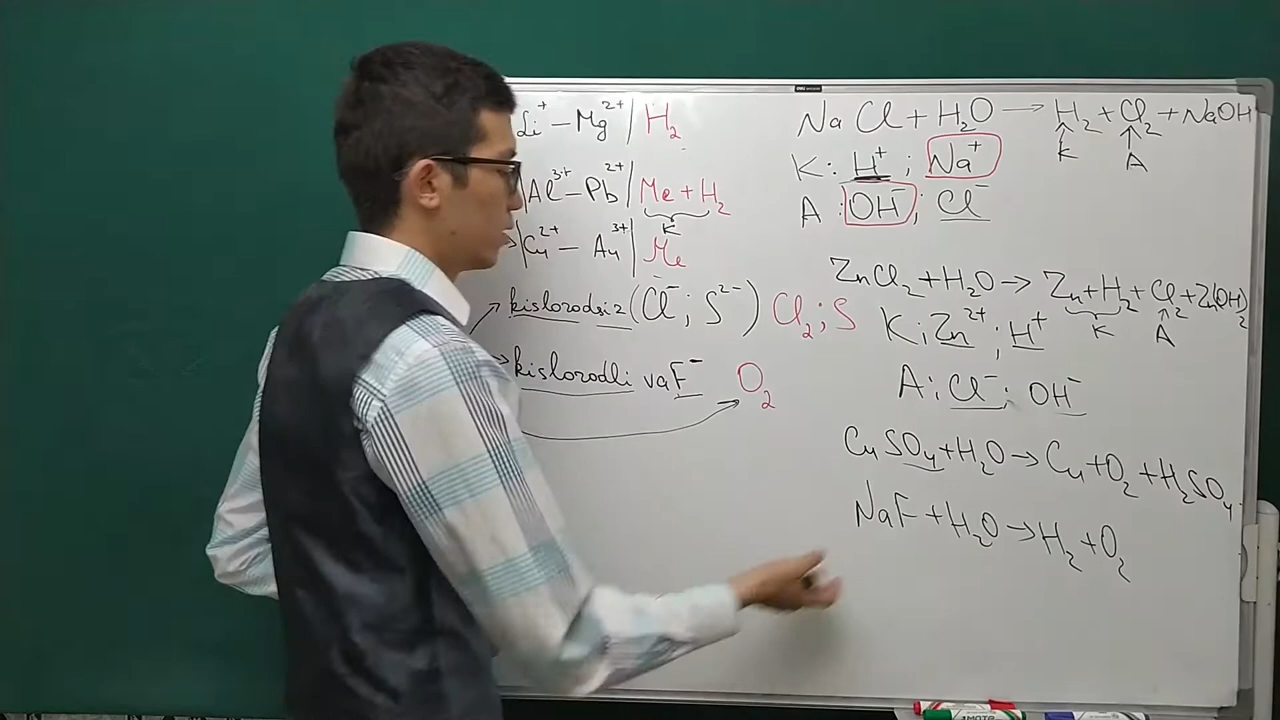 Li⁺ – Mg²⁺ | H₂
Al³⁺ – Pb²⁺ | Me + H₂
K
Cu²⁺ – Au³⁺ | Me
kislorodsiz (Cl⁻; S²⁻) Cl₂; S
kislorodli va F⁻ O₂
NaCl + H₂O → H₂ + Cl₂ + NaOH
K A
K: H⁺; Na⁺
A: OH⁻; Cl⁻
ZnCl₂ + H₂O → Zn + H₂ + Cl₂ + Zn(OH)₂
K A
K: Zn²⁺; H⁺
A: Cl⁻; OH⁻
CuSO₄ + H₂O → Cu + O₂ + H₂SO₄
NaF + H₂O → H₂ + O₂